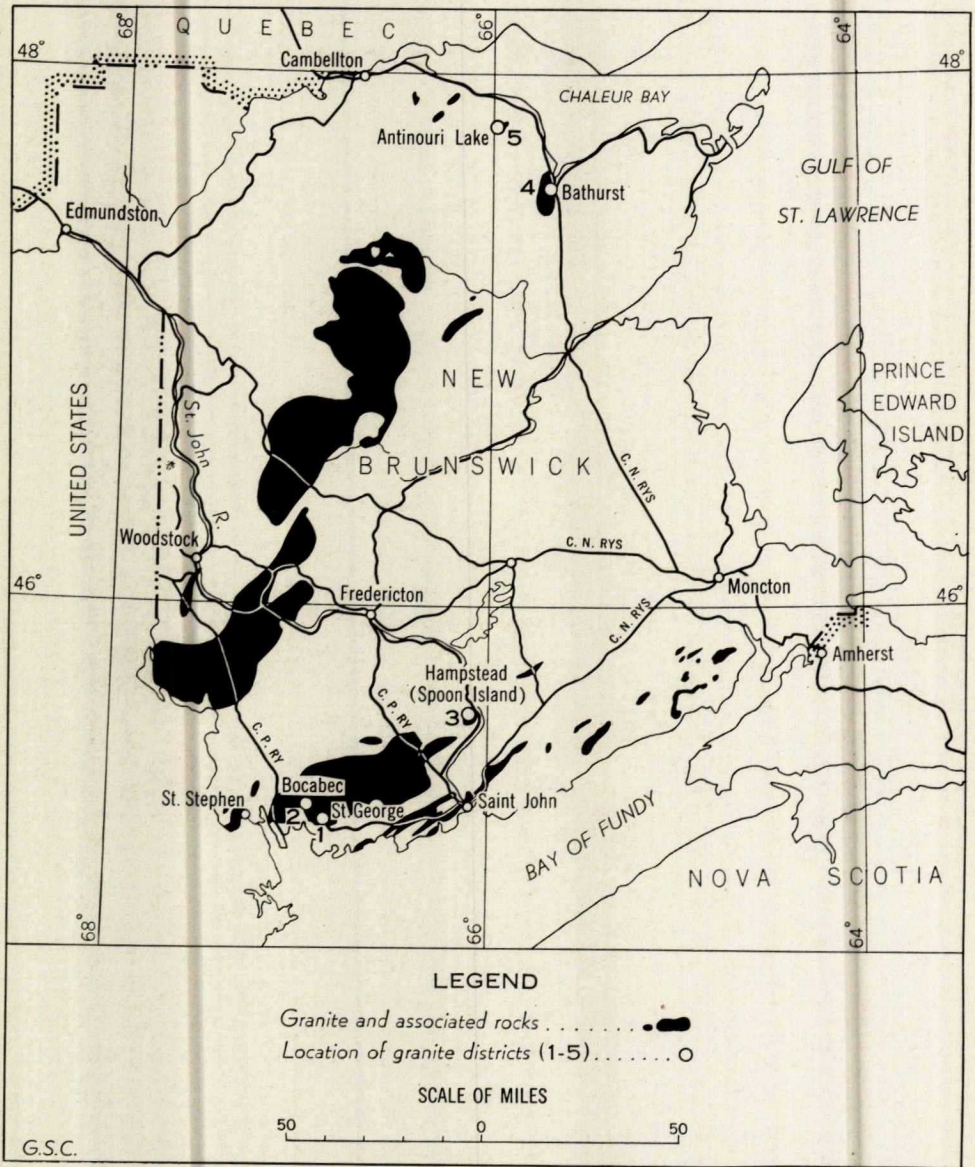 68°
QUEBEC
66°
64°
48°
Cambellton
48°
CHALEUR BAY
Antinouri Lake
5
GULF OF
ST. LAWRENCE
4
Bathurst
Edmundston
UNITED STATES
St. John R.
NEW
BRUNSWICK
PRINCE
EDWARD
ISLAND
C. N. RYS
Woodstock
C. N. RYS
46°
Fredericton
Moncton
46°
C. N. RYS
Amherst
Hampstead
(Spoon Island)
3
C. P. RY
C. P. RY
Bocabec
St. Stephen
2
St. George
1
Saint John
BAY OF FUNDY
NOVA SCOTIA
68°
66°
64°
LEGEND
Granite and associated rocks . . . . . . .
Location of granite districts (1-5) . . . . . . .
SCALE OF MILES
50 0 50
G.S.C.